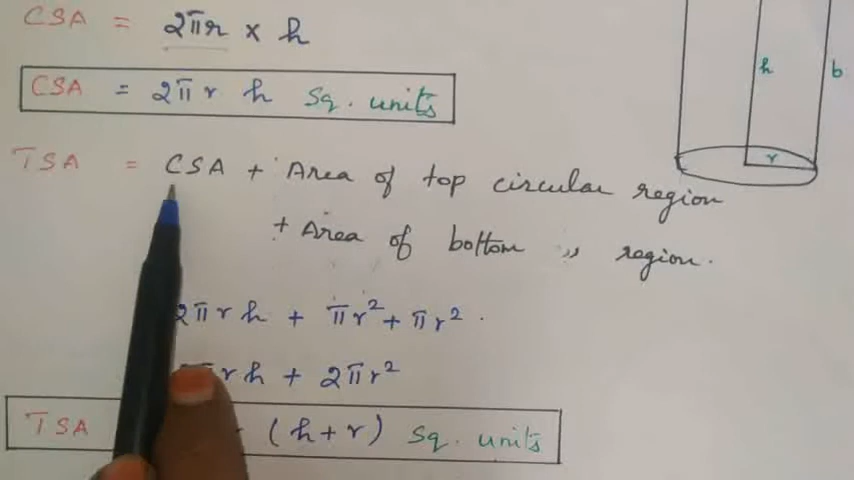 CSA = 2πr × h
CSA = 2πr h Sq. units
TSA = CSA + Area of top circular region
+ Area of bottom ,, region.
2πrh + πr² + πr².
rh + 2πr²
TSA (h+r) Sq. units
h
b
r